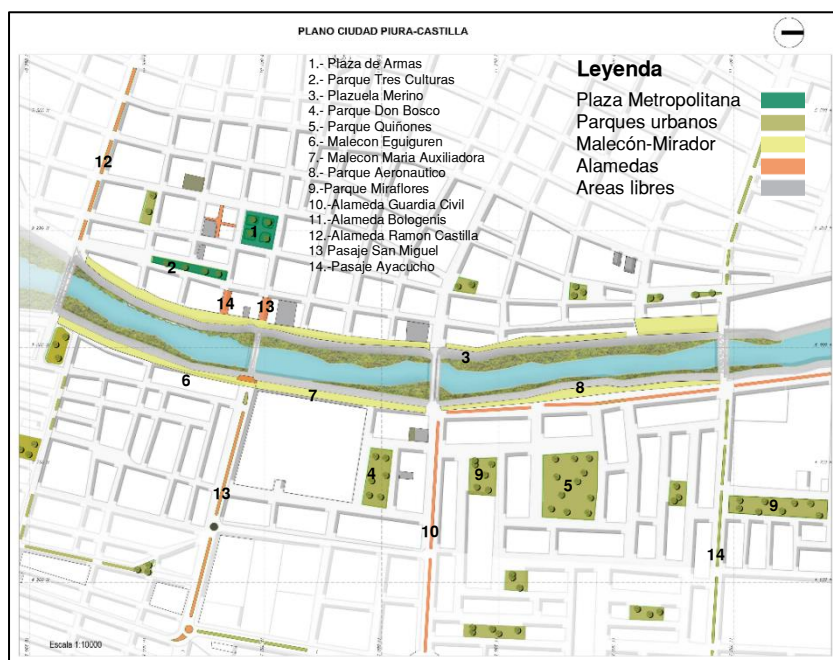 PLANO CIUDAD PIURA-CASTILLA
1.- Plaza de Armas
2.- Parque Tres Culturas
3.- Plazuela Merino
4.- Parque Don Bosco
5.- Parque Quiñones
6.- Malecon Eguiguren
7.- Malecon Maria Auxiliadora
8.- Parque Aeronautico
9.-Parque Miraflores
10.-Alameda Guardia Civil
11.-Alameda Bolognesis
12.-Alameda Ramon Castilla
13 Pasaje San Miguel
14.-Pasaje Ayacucho
Leyenda
Plaza Metropolitana
Parques urbanos
Malecón-Mirador
Alamedas
Areas libres
12
1
2
14
13
3
6
7
8
4
9
5
13
10
9
14
Escala 1:10000